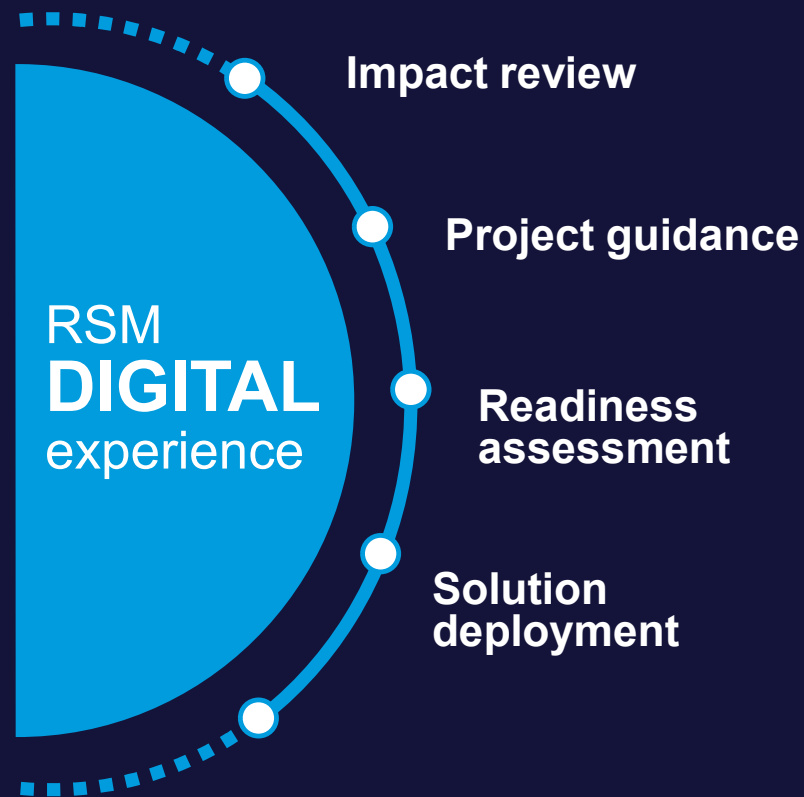 Impact review
Project guidance
RSM
DIGITAL
experience
Readiness
assessment
Solution
deployment